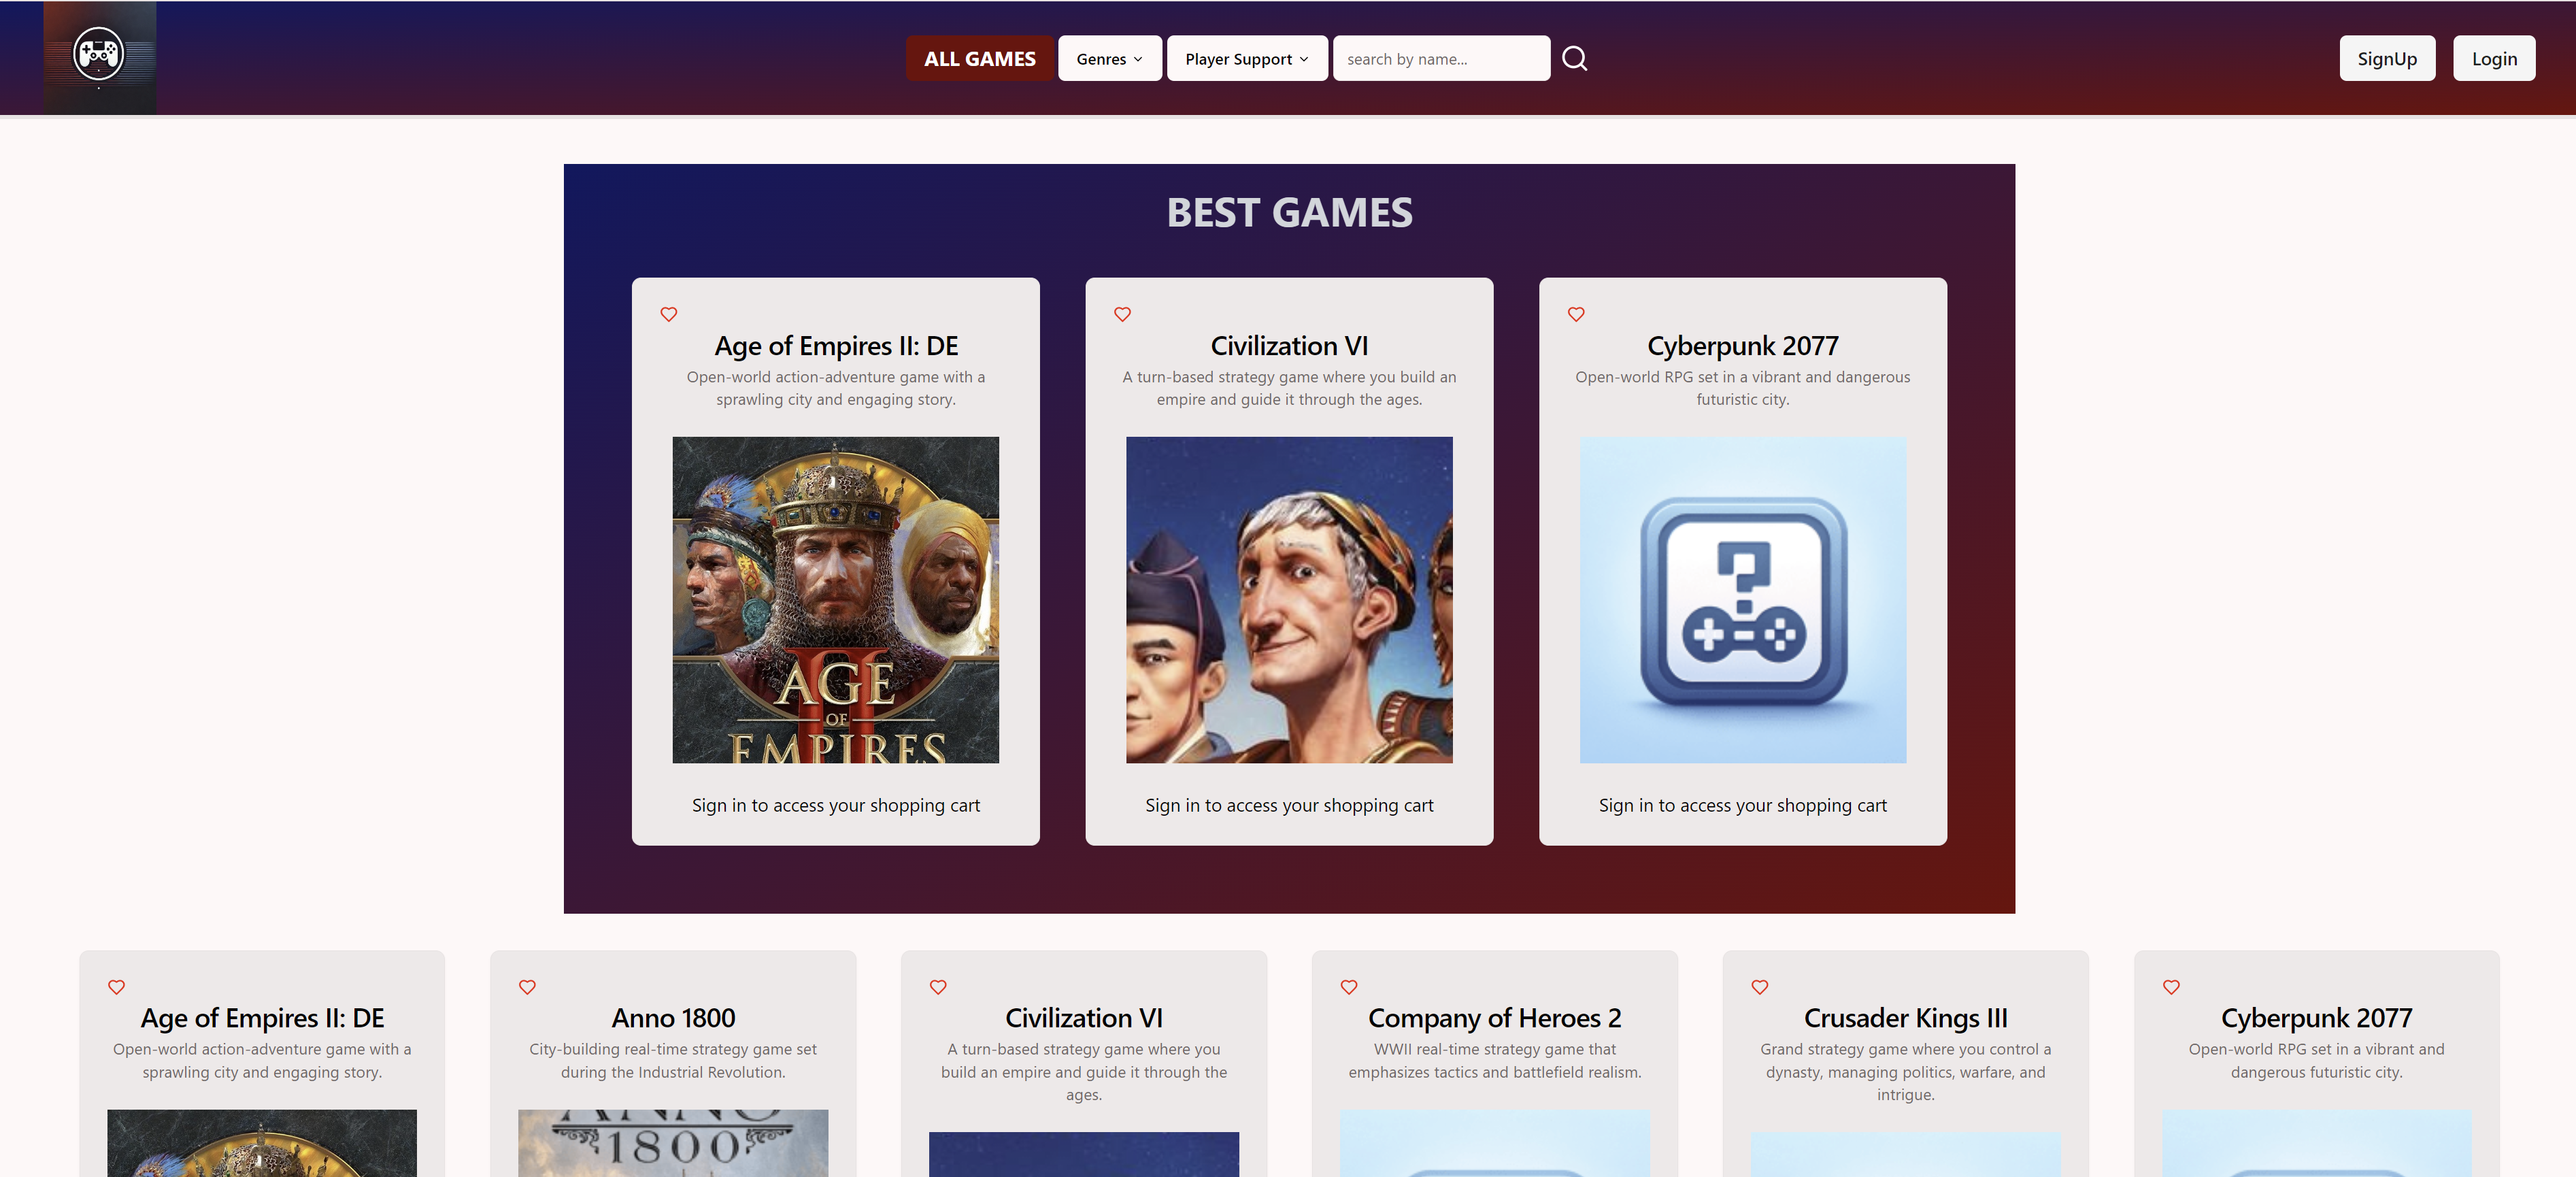 ALL GAMES
Genres
Player Support
search by name...
SignUp
Login
BEST GAMES
Age of Empires II: DE
Open-world action-adventure game with a
sprawling city and engaging story.
AGE
II
OF
EMPIRES
Sign in to access your shopping cart
Civilization VI
A turn-based strategy game where you build an
empire and guide it through the ages.
Sign in to access your shopping cart
Cyberpunk 2077
Open-world RPG set in a vibrant and dangerous
futuristic city.
?
Sign in to access your shopping cart
Age of Empires II: DE
Open-world action-adventure game with a
sprawling city and engaging story.
Anno 1800
City-building real-time strategy game set
during the Industrial Revolution.
ANNO
1800
Civilization VI
A turn-based strategy game where you
build an empire and guide it through the
ages.
Company of Heroes 2
WWII real-time strategy game that
emphasizes tactics and battlefield realism.
Crusader Kings III
Grand strategy game where you control a
dynasty, managing politics, warfare, and
intrigue.
Cyberpunk 2077
Open-world RPG set in a vibrant and
dangerous futuristic city.